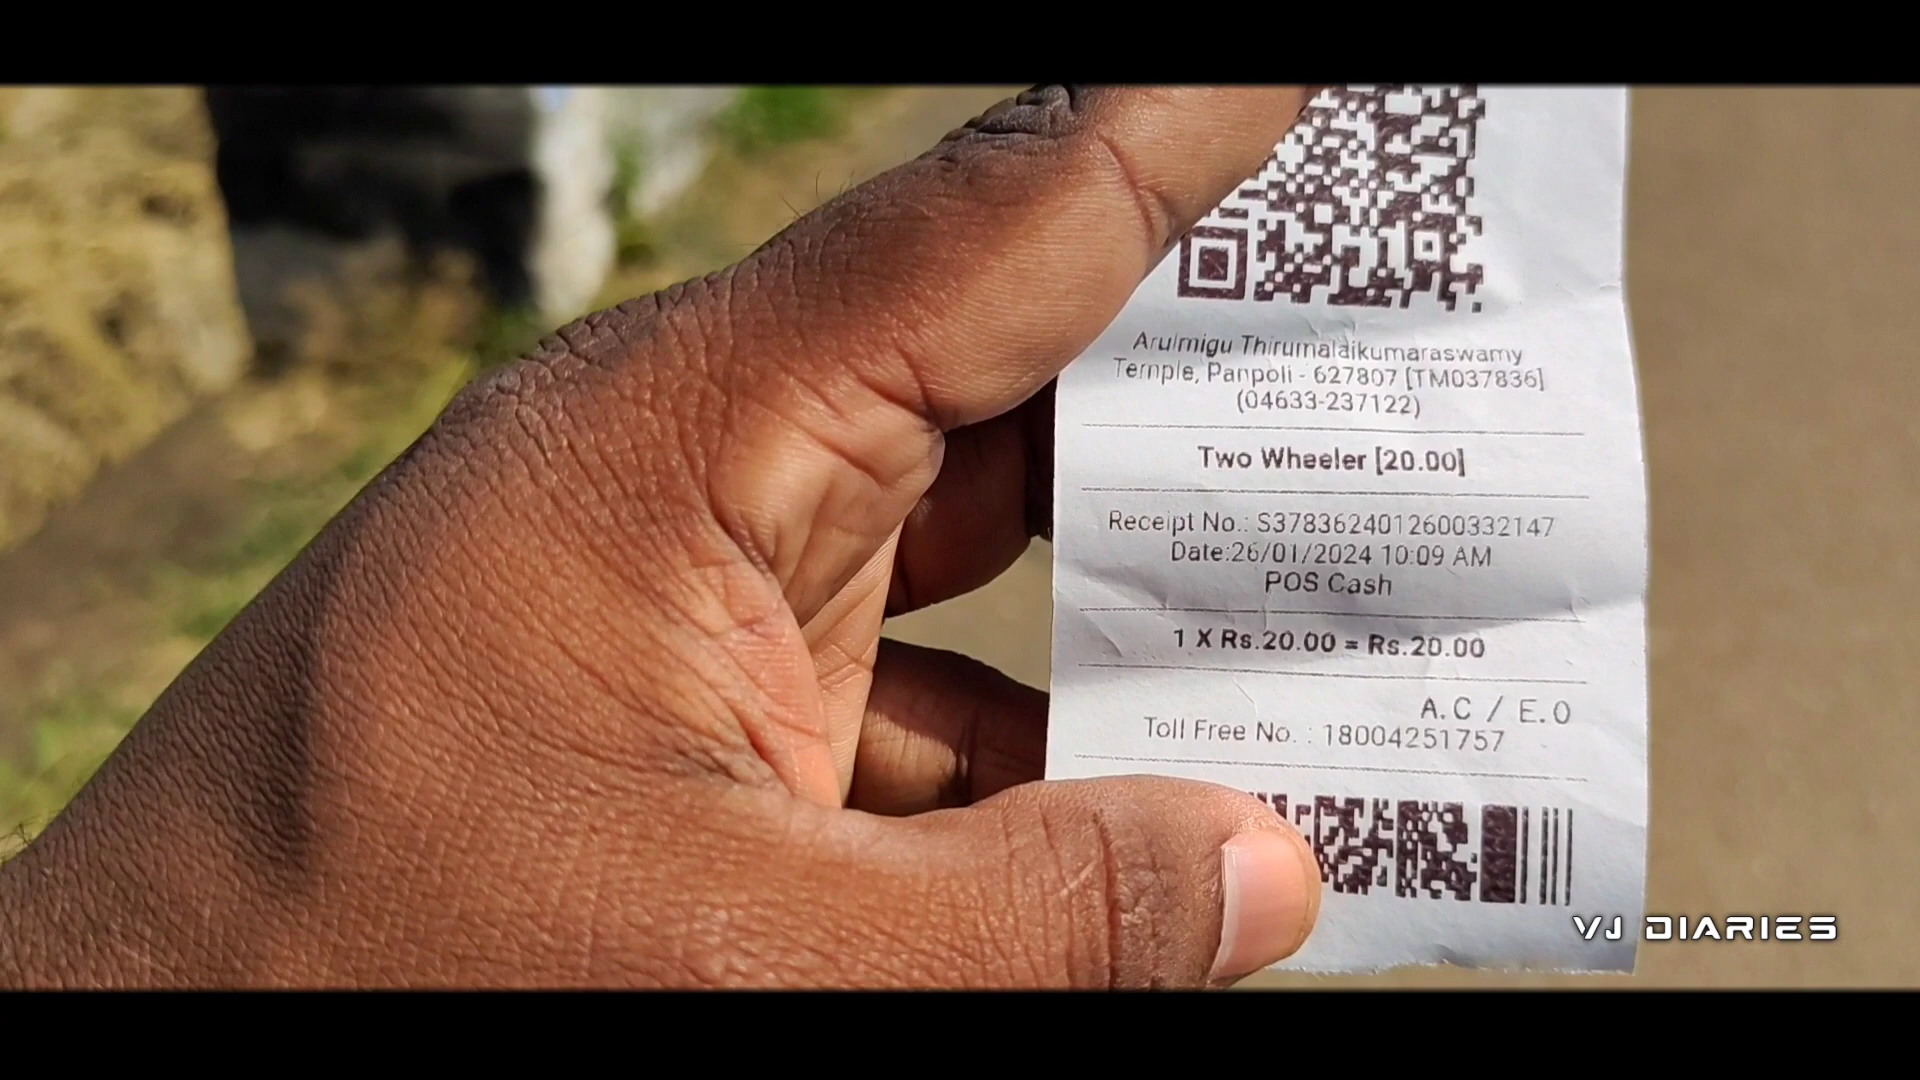 Arulmigu Thirumalaikumaraswamy
Temple, Panpoli - 627807 [TM037836]
(04633-237122)
Two Wheeler [20.00]
Receipt No.: S3783624012600332147
Date:26/01/2024 10:09 AM
POS Cash
1 X Rs.20.00 = Rs.20.00
A.C / E.O
Toll Free No. : 18004251757
VJ DIARIES